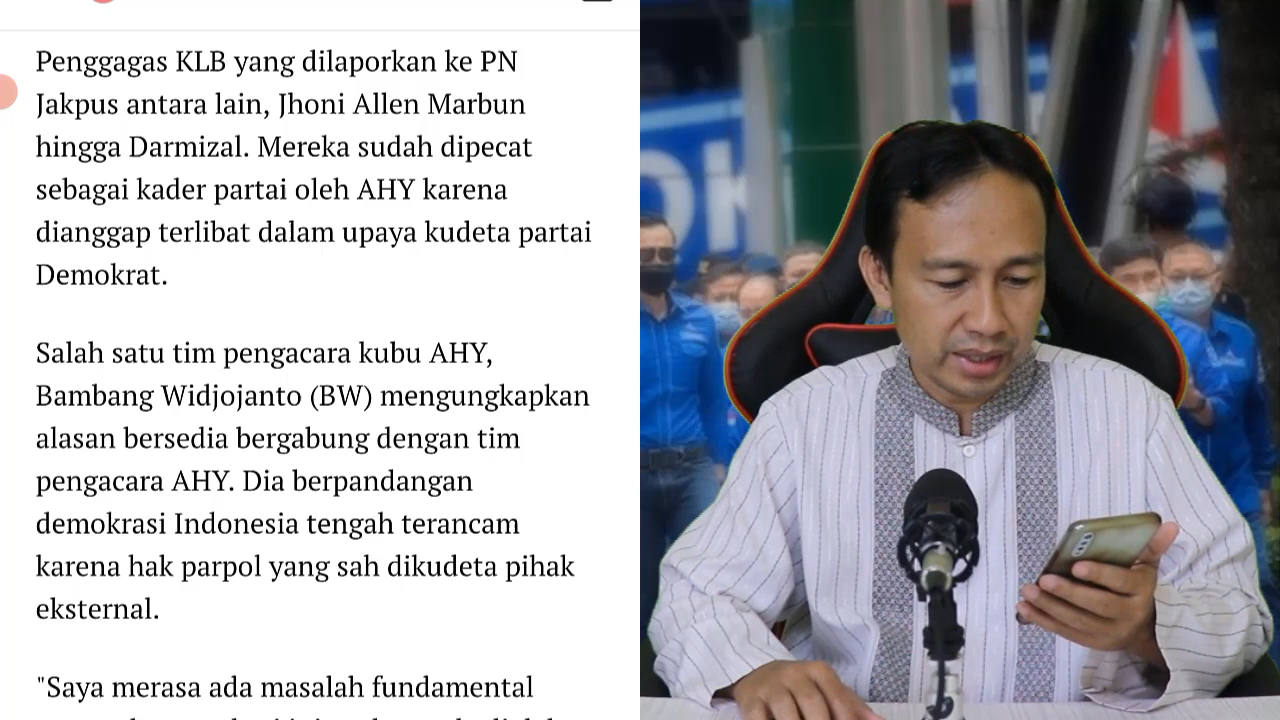 Penggagas KLB yang dilaporkan ke PN
Jakpus antara lain, Jhoni Allen Marbun
hingga Darmizal. Mereka sudah dipecat
sebagai kader partai oleh AHY karena
dianggap terlibat dalam upaya kudeta partai
Demokrat.
Salah satu tim pengacara kubu AHY,
Bambang Widjojanto (BW) mengungkapkan
alasan bersedia bergabung dengan tim
pengacara AHY. Dia berpandangan
demokrasi Indonesia tengah terancam
karena hak parpol yang sah dikudeta pihak
eksternal.
"Saya merasa ada masalah fundamental